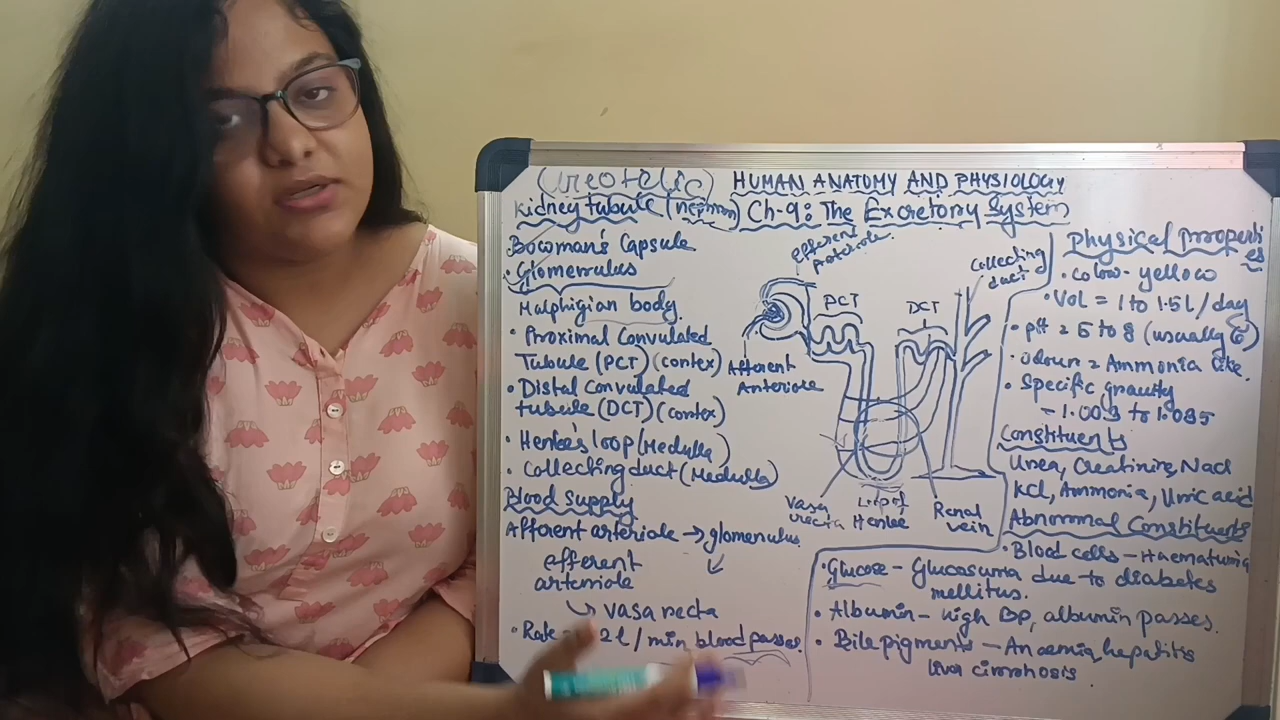 Ureotelic
HUMAN ANATOMY AND PHYSIOLOGY
Kidney tubule (nephron)
Ch-9: The Excretory System
Bowman's Capsule
• Glomerulus
Malphigian body
• Proximal Convulated
Tubule (PCT) (cortex)
• Distal Convulated
tubule (DCT) (cortex)
• Henle's loop (Medulla)
• Collecting duct (Medulla)
Blood supply
Afferent arteriole → glomerulus
efferent
arteriole
↳ vasa recta
• Rate 2 l / min blood passes.
efferent
arteriole
PCT
DCT
Collecting
duct
Afferent
Arteriole
Vasa
recta
Loop of
Henlee
Renal
vein
Physical Properti
es
• Colour - yellow
• Vol = 1 to 1.5 l / day
• pH = 5 to 8 (usually 6)
• Odour = Ammonia like.
• Specific gravity
- 1.003 to 1.035
Constituents
Urea, Creatinine, NaCl
KCl, Ammonia, Uric acid
Abnormal Constituents
• Blood cells - Haematuria
• Glucose - Glucosuria due to diabetes
mellitus.
• Albumin - high BP, albumin passes.
• Bile pigments - Anaemia, hepatitis
liver cirrhosis